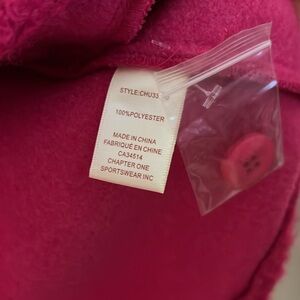 STYLE:CHU33
100%POLYESTER
MADE IN CHINA
FABRIQUÉ EN CHINE
CA34514
CHAPTER ONE
SPORTSWEAR INC